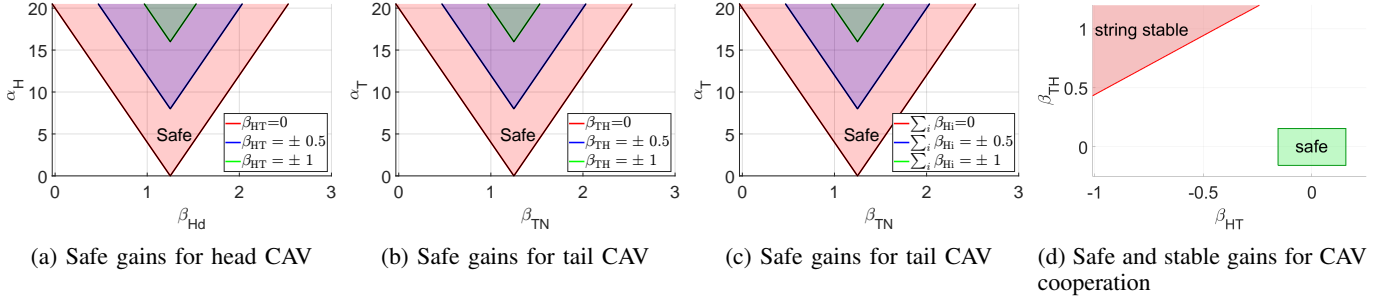 20
15
10
5
0
α_H
Safe
β_HT=0
β_HT = ± 0.5
β_HT = ± 1
0 1 2 3
β_Hd
(a) Safe gains for head CAV
20
15
10
5
0
α_T
Safe
β_TH=0
β_TH = ± 0.5
β_TH = ± 1
0 1 2 3
β_TN
(b) Safe gains for tail CAV
20
15
10
5
0
α_T
Safe
∑_i β_Hi=0
∑_i β_Hi = ± 0.5
∑_i β_Hi = ± 1
0 1 2 3
β_TN
(c) Safe gains for tail CAV
1
0.5
0
β_TH
string stable
safe
-1 -0.5 0
β_HT
(d) Safe and stable gains for CAV
cooperation